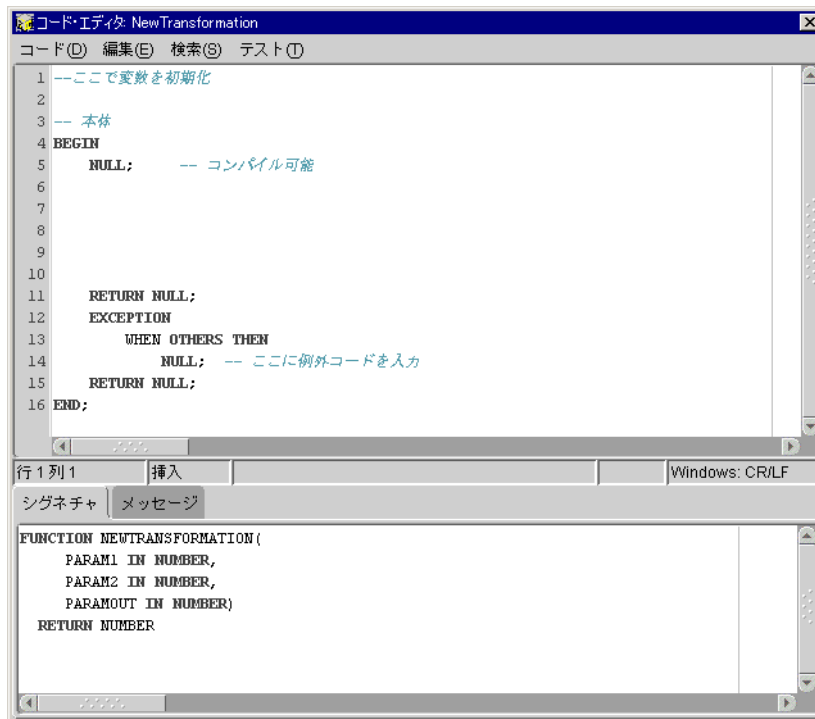 コード・エディタ: NewTransformation
コード(D) 編集(E) 検索(S) テスト(T)
1 --ここで変数を初期化
2
3 -- 本体
4 BEGIN
5 NULL; -- コンパイル可能
6
7
8
9
10
11 RETURN NULL;
12 EXCEPTION
13 WHEN OTHERS THEN
14 NULL; -- ここに例外コードを入力
15 RETURN NULL;
16 END;
行 1 列 1 挿入 Windows: CR/LF
シグネチャ メッセージ
FUNCTION NEWTRANSFORMATION(
PARAM1 IN NUMBER,
PARAM2 IN NUMBER,
PARAMOUT IN NUMBER)
RETURN NUMBER